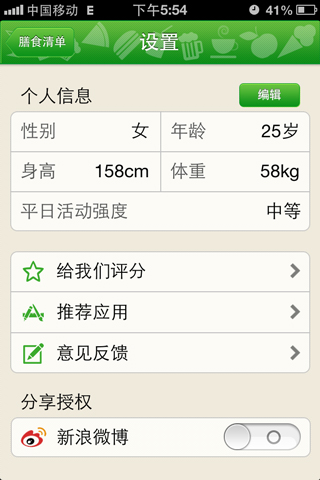 中国移动 E 下午5:54 41%
膳食清单 设置
个人信息 编辑
性别 女 年龄 25岁
身高 158cm 体重 58kg
平日活动强度 中等
给我们评分
推荐应用
意见反馈
分享授权
新浪微博